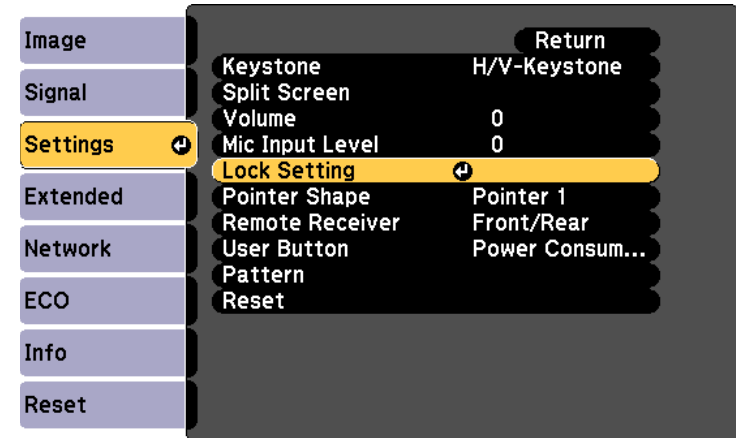 Image
Signal
Settings
Extended
Network
ECO
Info
Reset
Return
Keystone H/V-Keystone
Split Screen
Volume 0
Mic Input Level 0
Lock Setting
Pointer Shape Pointer 1
Remote Receiver Front/Rear
User Button Power Consum...
Pattern
Reset